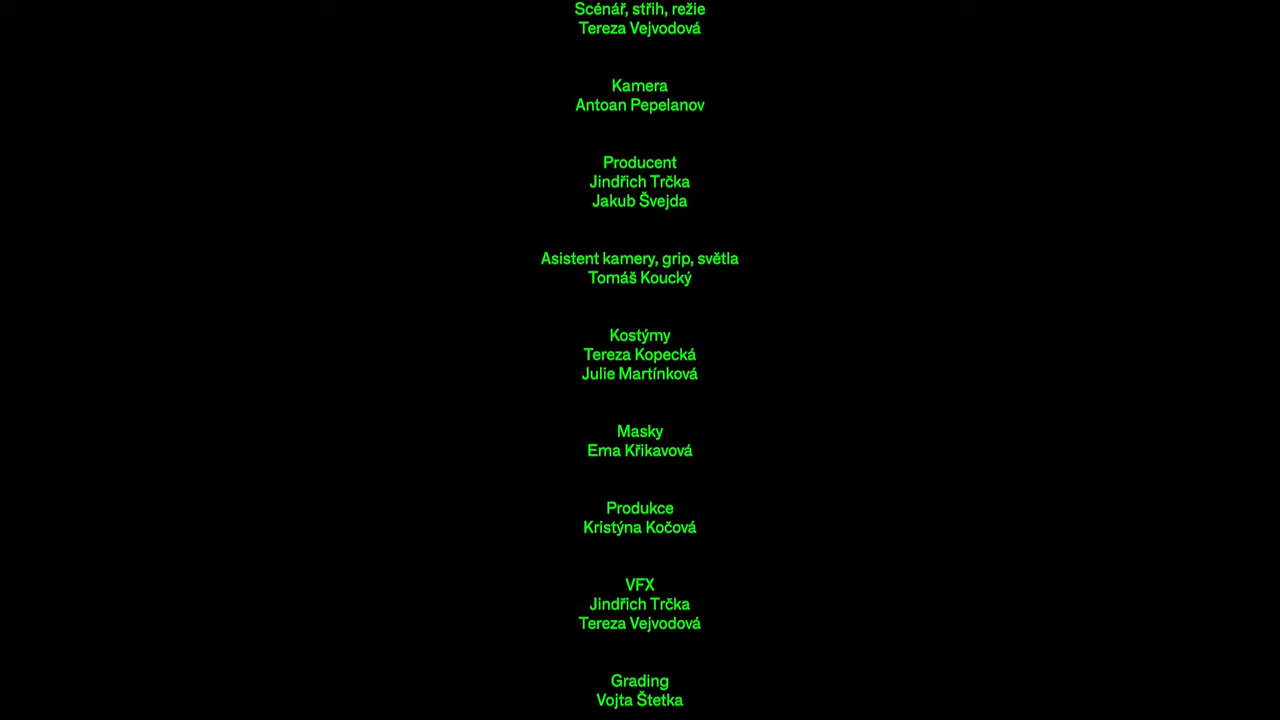 Scénář, střih, režie
Tereza Vejvodová
Kamera
Antoan Pepelanov
Producent
Jindřich Trčka
Jakub Švejda
Asistent kamery, grip, světla
Tomáš Koucký
Kostýmy
Tereza Kopecká
Julie Martínková
Masky
Ema Křikavová
Produkce
Kristýna Kočová
VFX
Jindřich Trčka
Tereza Vejvodová
Grading
Vojta Štetka